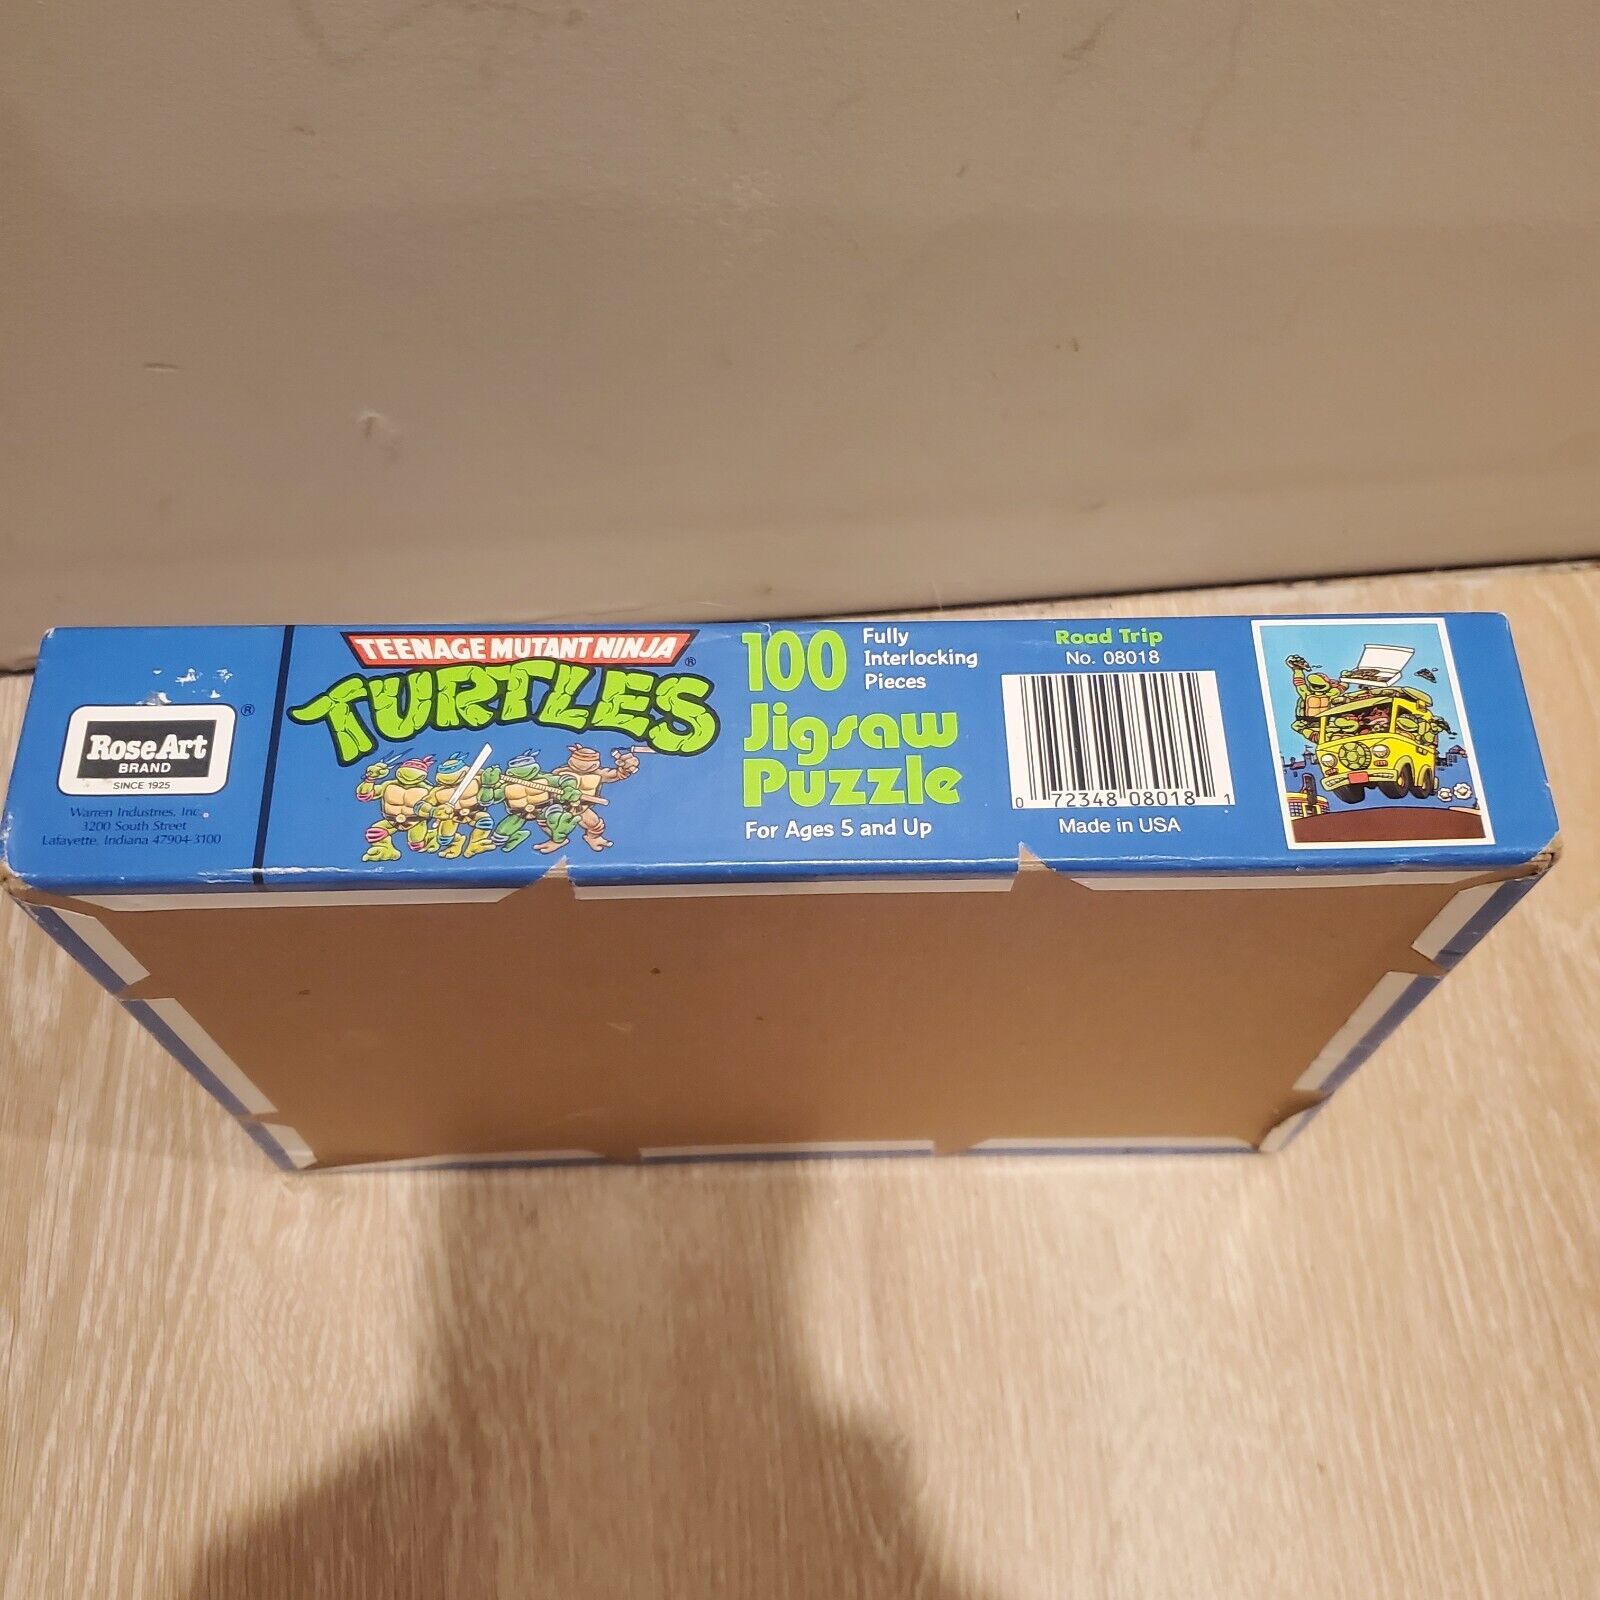 RoseArt ®
BRAND
SINCE 1925
Warren Industries, Inc.
3200 South Street
Lafayette, Indiana 47904-3100
TEENAGE MUTANT NINJA
TURTLES ®
100 Fully
Interlocking
Pieces
Jigsaw
Puzzle
For Ages 5 and Up
Road Trip
No. 08018
0 72348 08018 1
Made in USA